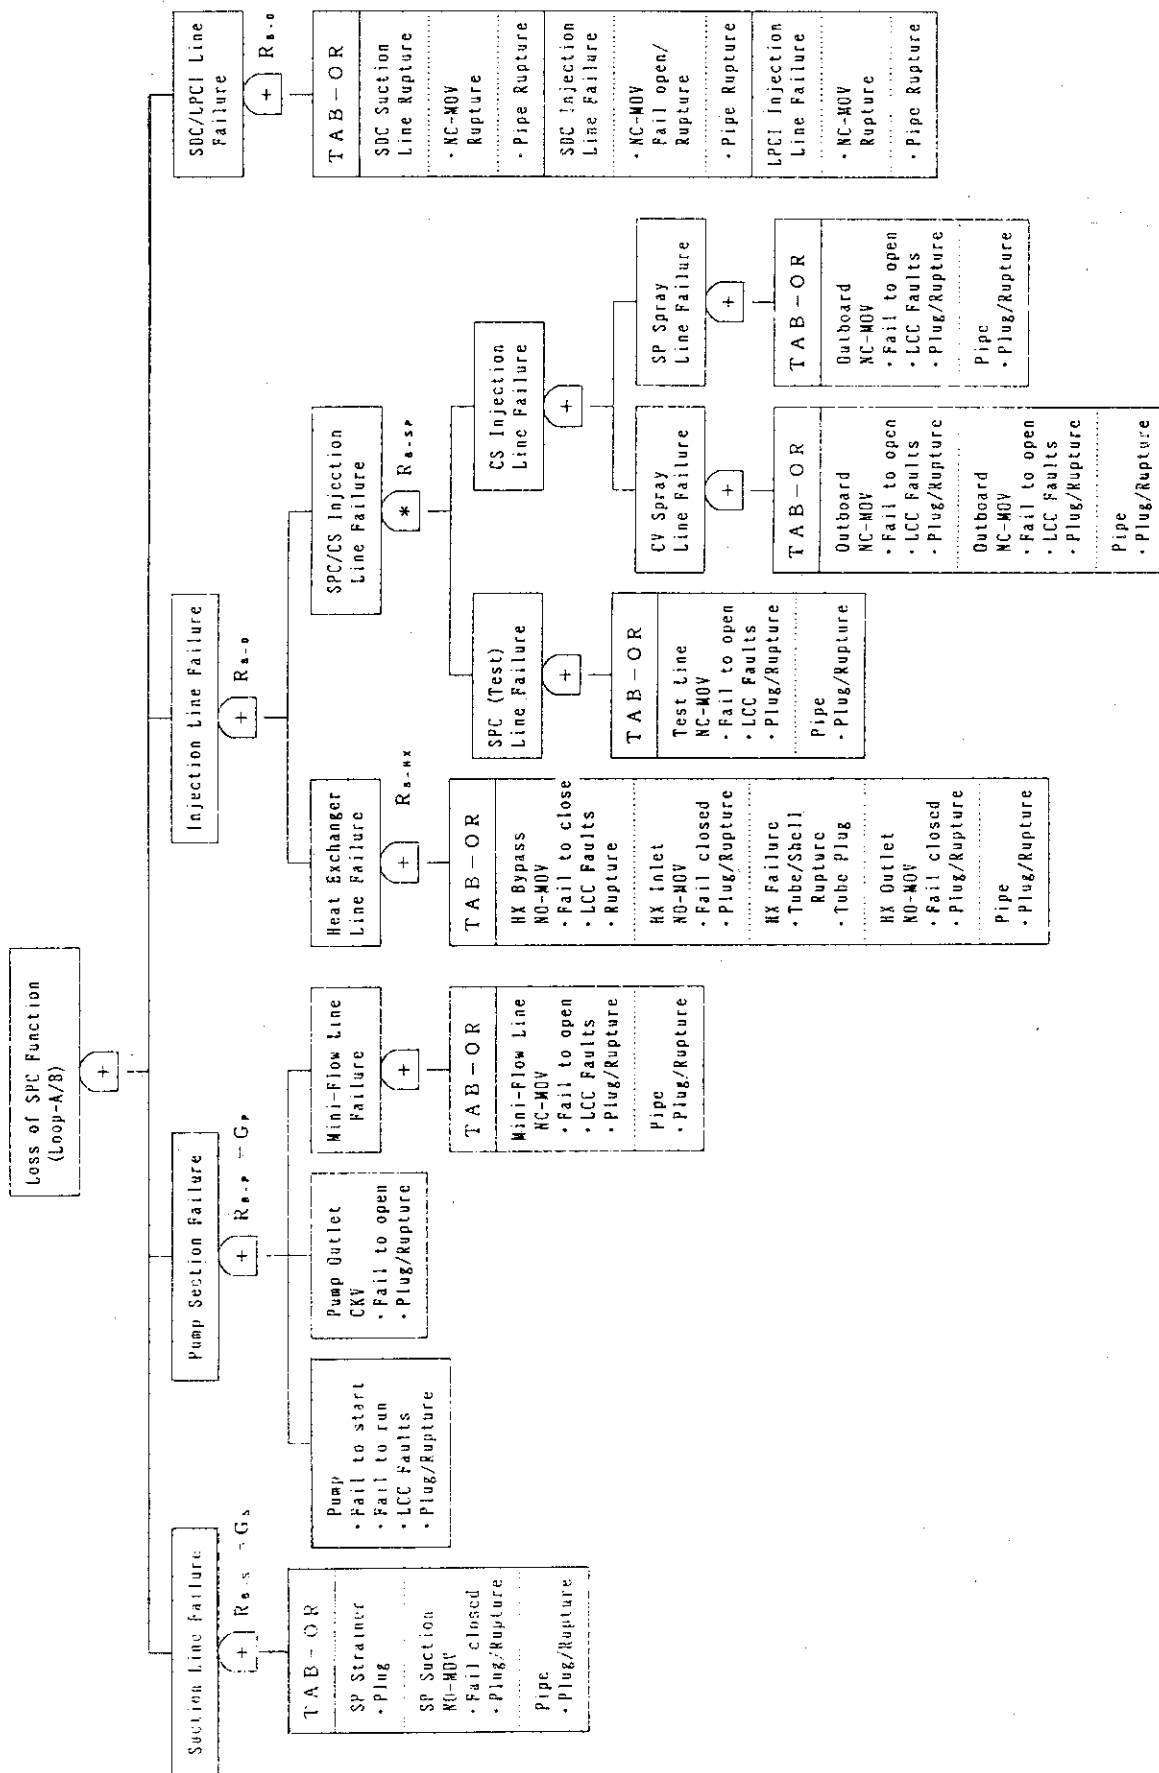 Loss of SPC Function
(Loop-A/B)
+
Suction Line Failure
+
R8-S =GS
TAB-OR
SP Strainer
・Plug
SP Suction
NO-MOV
・Fail closed
・Plug/Rupture
Pipe
・Plug/Rupture
Pump Section Failure
+
R8-P =GP
Pump
・Fail to start
・Fail to run
・LCC Faults
・Plug/Rupture
Pump Outlet
CKV
・Fail to open
・Plug/Rupture
Mini-Flow Line
Failure
+
TAB-OR
Mini-Flow Line
NC-MOV
・Fail to open
・LCC Faults
・Plug/Rupture
Pipe
・Plug/Rupture
Injection Line Failure
+
R8-D
Heat Exchanger
Line Failure
+
R8-HX
TAB-OR
HX Bypass
NO-MOV
・Fail to close
・LCC Faults
・Rupture
HX Inlet
NO-MOV
・Fail closed
・Plug/Rupture
HX Failure
・Tube/Shell
Rupture
・Tube Plug
HX Outlet
NO-MOV
・Fail closed
・Plug/Rupture
Pipe
・Plug/Rupture
SPC/CS Injection
Line Failure
*
R8-SP
SPC (Test)
Line Failure
+
TAB-OR
Test Line
NC-MOV
・Fail to open
・LCC Faults
・Plug/Rupture
Pipe
・Plug/Rupture
CS Injection
Line Failure
+
CV Spray
Line Failure
+
TAB-OR
Outboard
NC-MOV
・Fail to open
・LCC Faults
・Plug/Rupture
Outboard
NC-MOV
・Fail to open
・LCC Faults
・Plug/Rupture
Pipe
・Plug/Rupture
SP Spray
Line Failure
+
TAB-OR
Outboard
NC-MOV
・Fail to open
・LCC Faults
・Plug/Rupture
Pipe
・Plug/Rupture
SDC/LPCI Line
Failure
+
R8-O
TAB-OR
SDC Suction
Line Rupture
・NC-MOV
Rupture
・Pipe Rupture
SDC Injection
Line Failure
・NC-MOV
Fail open/
Rupture
・Pipe Rupture
LPCI Injection
Line Failure
・NC-MOV
Rupture
・Pipe Rupture